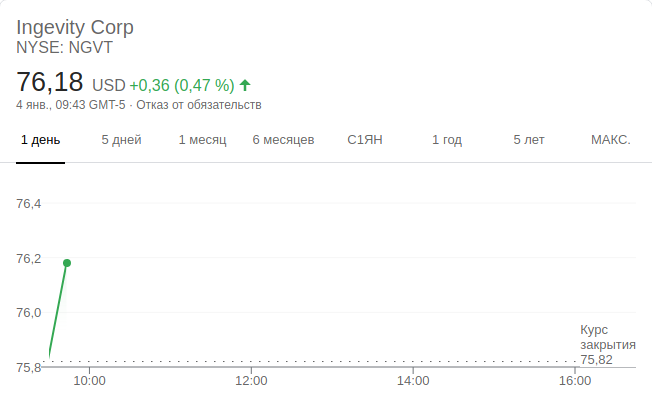 Ingevity Corp
NYSE: NGVT
76,18 USD +0,36 (0,47 %)
4 янв., 09:43 GMT-5 · Отказ от обязательств
1 день 5 дней 1 месяц 6 месяцев С1ЯН 1 год 5 лет МАКС.
76,4
76,2
76,0
75,8
Курс
закрытия
75,82
10:00 12:00 14:00 16:00